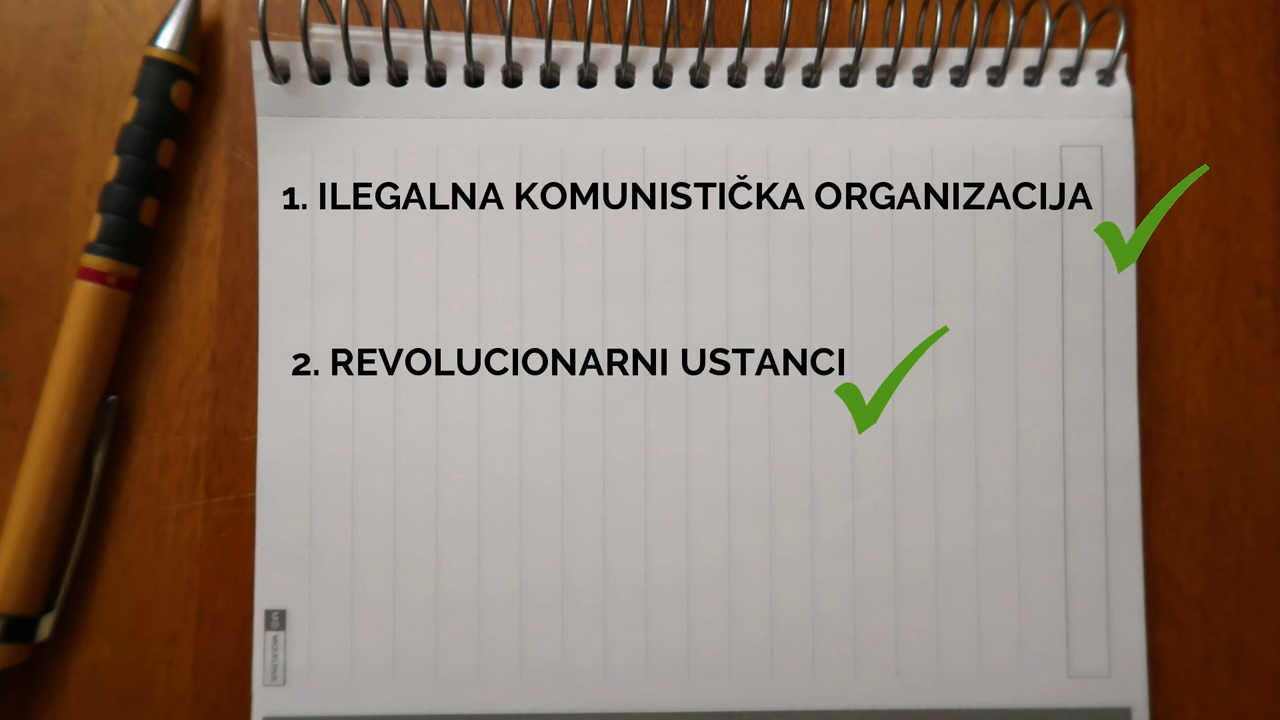 1. ILEGALNA KOMUNISTIČKA ORGANIZACIJA
2. REVOLUCIONARNI USTANCI